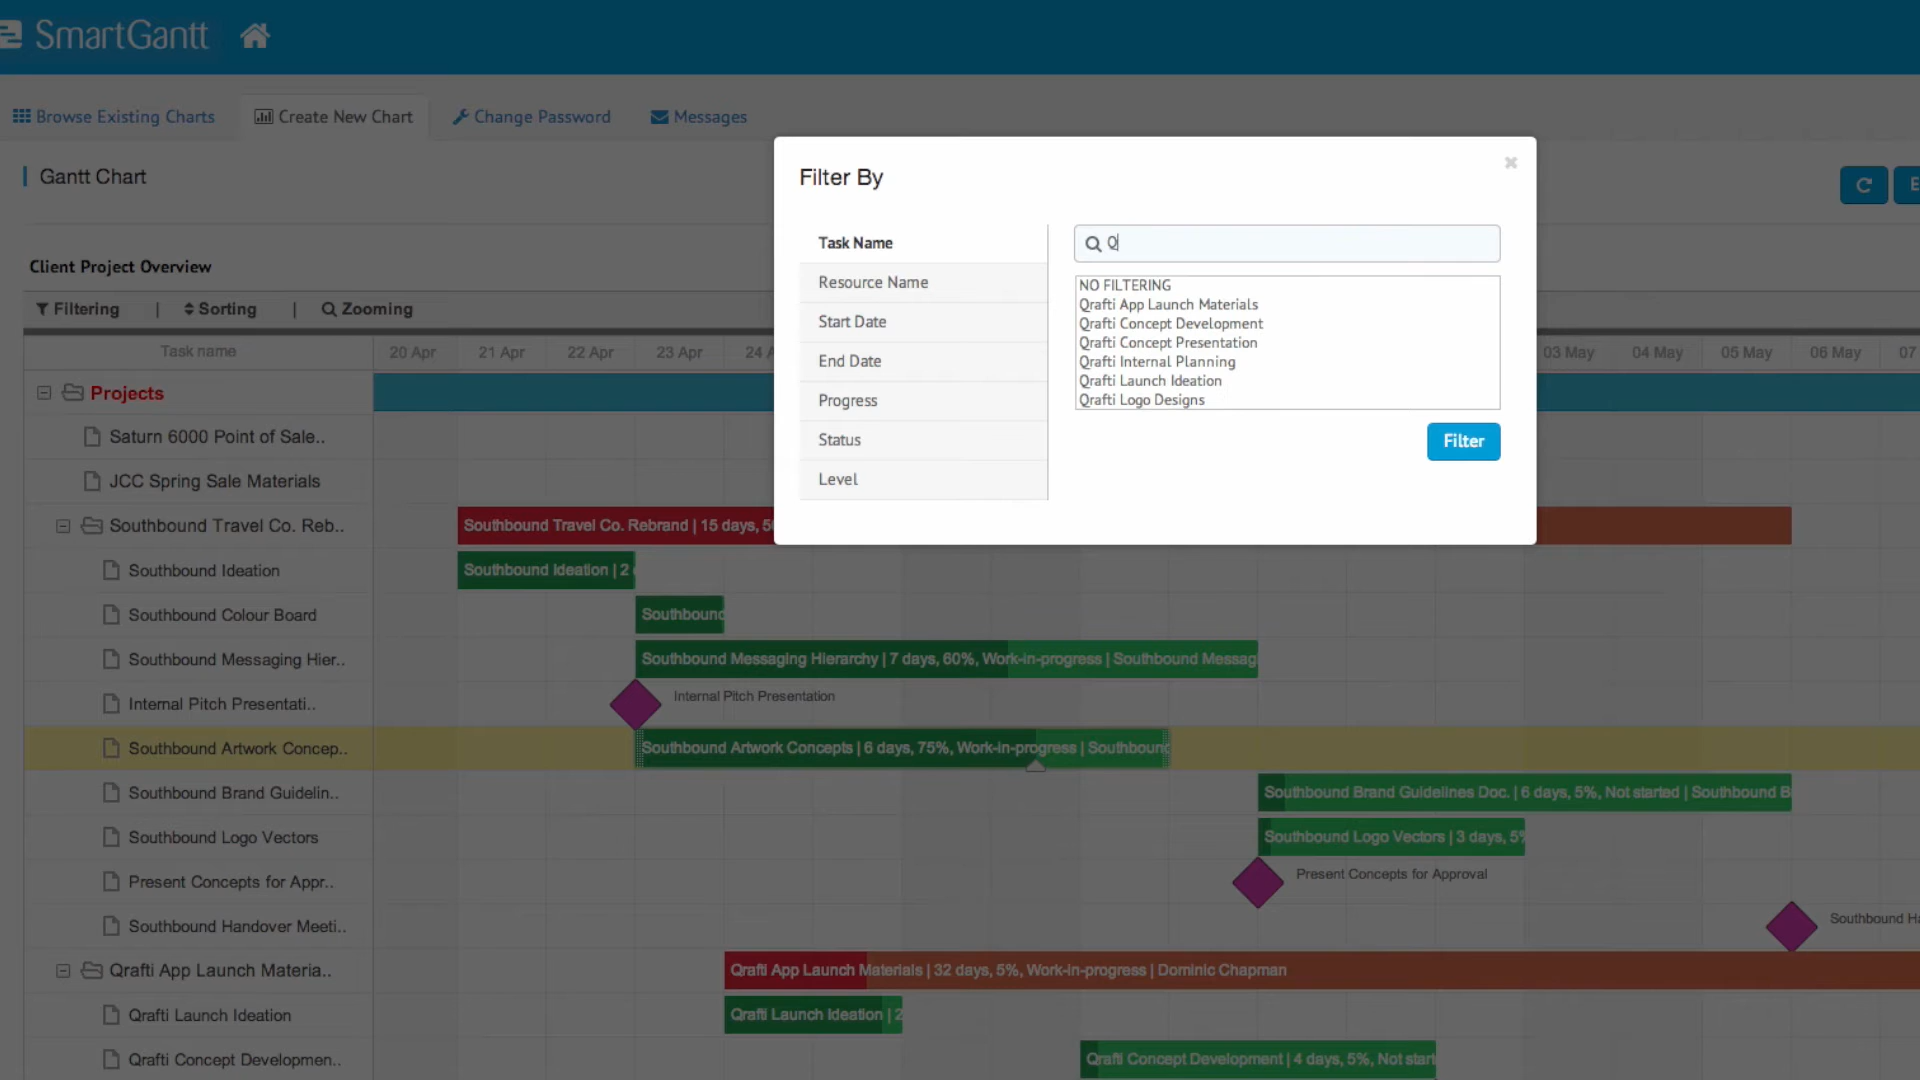 SmartGantt
Browse Existing Charts
Create New Chart
Change Password
Messages
Gantt Chart
Client Project Overview
Filtering | Sorting | Zooming
Filter By
Task Name
Resource Name
Start Date
End Date
Progress
Status
Level
Q
NO FILTERING
Qrafti App Launch Materials
Qrafti Concept Development
Qrafti Concept Presentation
Qrafti Internal Planning
Qrafti Launch Ideation
Qrafti Logo Designs
Filter
Task name 20 Apr 21 Apr 22 Apr 23 Apr 24 A 03 May 04 May 05 May 06 May 07
Projects
Saturn 6000 Point of Sale..
JCC Spring Sale Materials
Southbound Travel Co. Reb.. Southbound Travel Co. Rebrand | 15 days, 5
Southbound Ideation Southbound Ideation | 2
Southbound Colour Board Southbound
Southbound Messaging Hier.. Southbound Messaging Hierarchy | 7 days, 60%, Work-in-progress | Southbound Messag
Internal Pitch Presentati.. Internal Pitch Presentation
Southbound Artwork Concep.. Southbound Artwork Concepts | 6 days, 75%, Work-in-progress | Southbound
Southbound Brand Guidelin.. Southbound Brand Guidelines Doc. | 6 days, 5%, Not started | Southbound B
Southbound Logo Vectors Southbound Logo Vectors | 3 days, 5%
Present Concepts for Appr.. Present Concepts for Approval
Southbound Handover Meeti.. Southbound Ha
Qrafti App Launch Materia.. Qrafti App Launch Materials | 32 days, 5%, Work-in-progress | Dominic Chapman
Qrafti Launch Ideation Qrafti Launch Ideation | 2
Qrafti Concept Developmen.. Qrafti Concept Development | 4 days, 5%, Not start